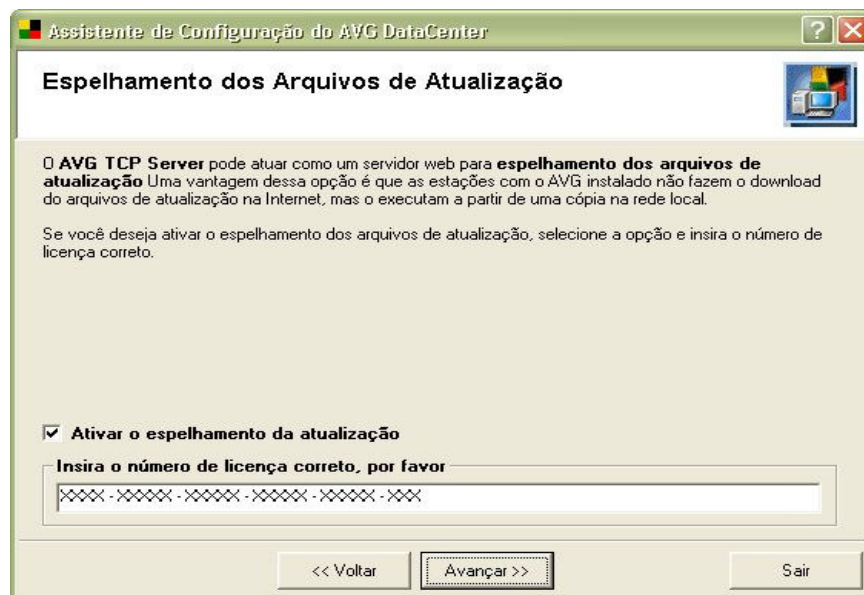 Assistente de Configuração do AVG DataCenter
Espelhamento dos Arquivos de Atualização
O AVG TCP Server pode atuar como um servidor web para espelhamento dos arquivos de
atualização Uma vantagem dessa opção é que as estações com o AVG instalado não fazem o download
do arquivos de atualização na Internet, mas o executam a partir de uma cópia na rede local.
Se você deseja ativar o espelhamento dos arquivos de atualização, selecione a opção e insira o número de
licença correto.
Ativar o espelhamento da atualização
Insira o número de licença correto, por favor
XXXX - XXXXX - XXXXX - XXXXX - XXXXX - XXX
<< Voltar
Avançar >>
Sair